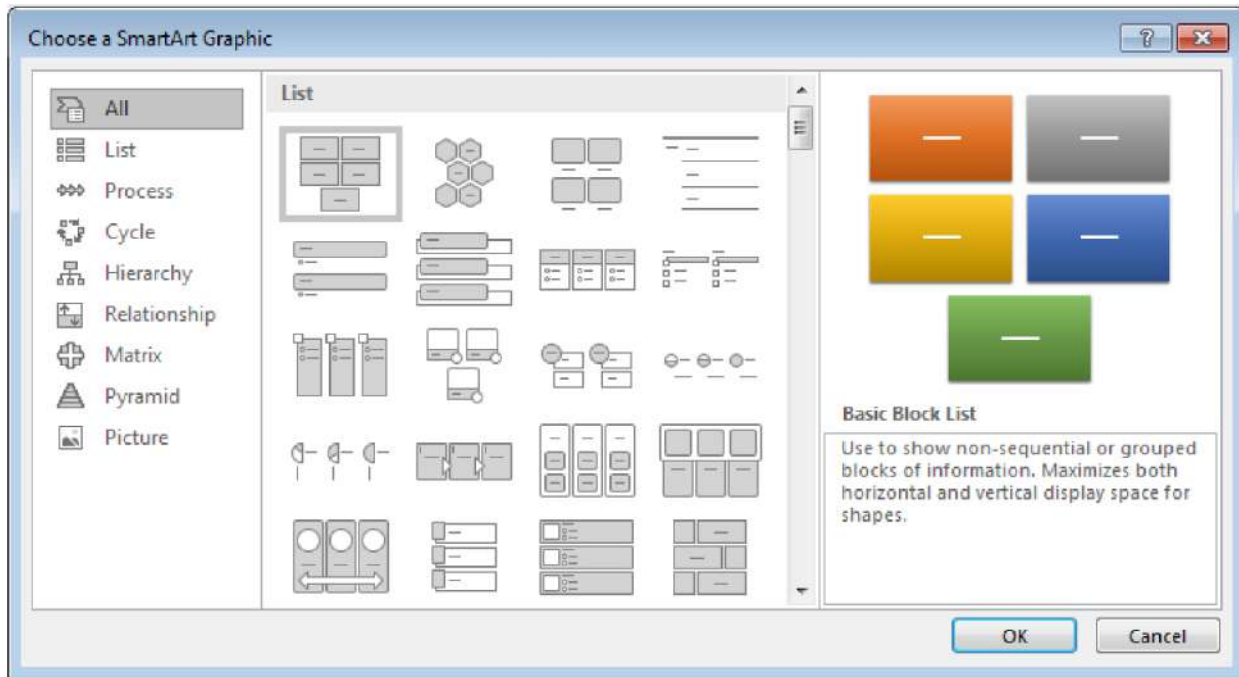 Choose a SmartArt Graphic
All
List
Process
Cycle
Hierarchy
Relationship
Matrix
Pyramid
Picture
List
Basic Block List
Use to show non-sequential or grouped
blocks of information. Maximizes both
horizontal and vertical display space for
shapes.
OK
Cancel